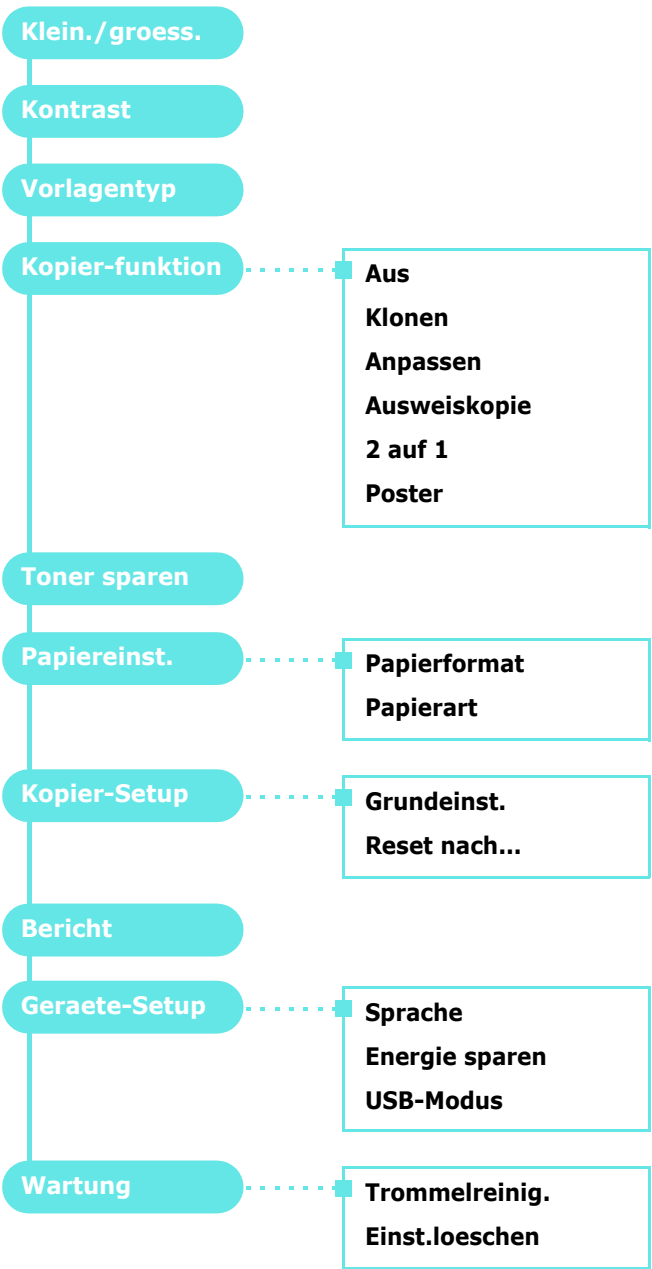 Klein./groess.
Kontrast
Vorlagentyp
Kopier-funktion
Aus
Klonen
Anpassen
Ausweiskopie
2 auf 1
Poster
Toner sparen
Papiereinst.
Papierformat
Papierart
Kopier-Setup
Grundeinst.
Reset nach...
Bericht
Geraete-Setup
Sprache
Energie sparen
USB-Modus
Wartung
Trommelreinig.
Einst.loeschen